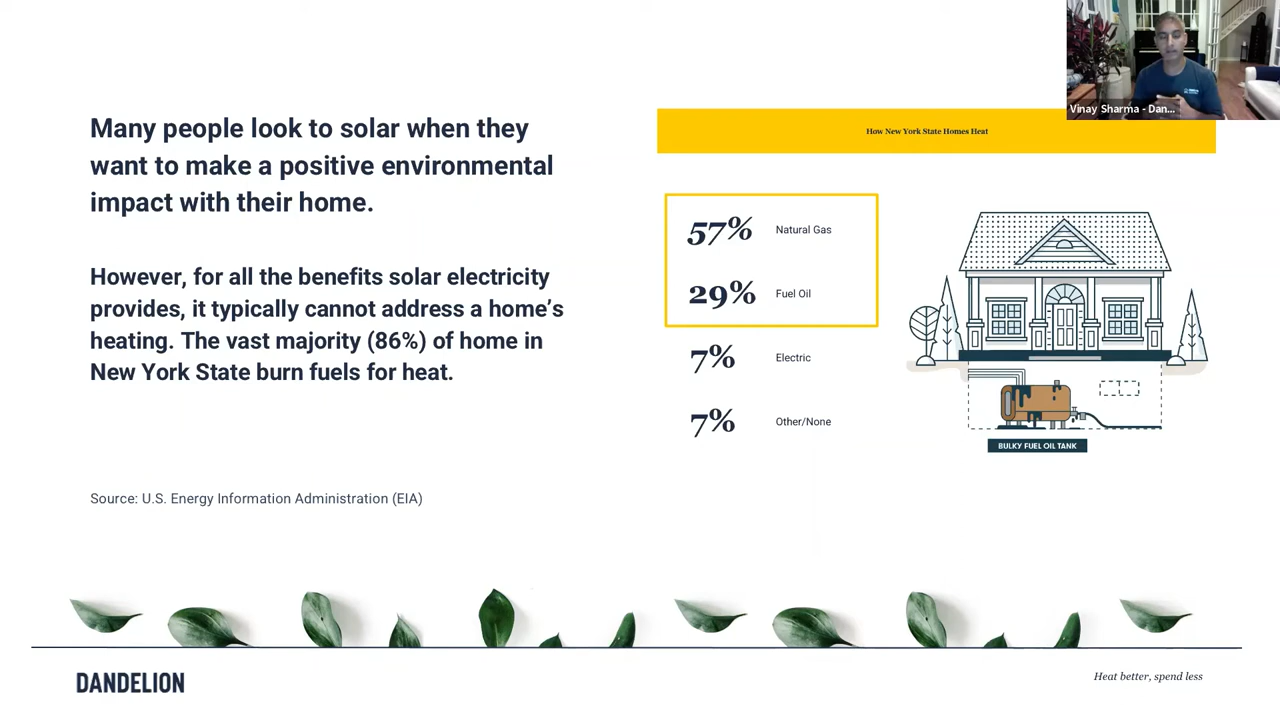 Vinay Sharma - Dan...
Many people look to solar when they
want to make a positive environmental
impact with their home.
However, for all the benefits solar electricity
provides, it typically cannot address a home’s
heating. The vast majority (86%) of home in
New York State burn fuels for heat.
Source: U.S. Energy Information Administration (EIA)
How New York State Homes Heat
57% Natural Gas
29% Fuel Oil
7% Electric
7% Other/None
BULKY FUEL OIL TANK
DANDELION
Heat better, spend less